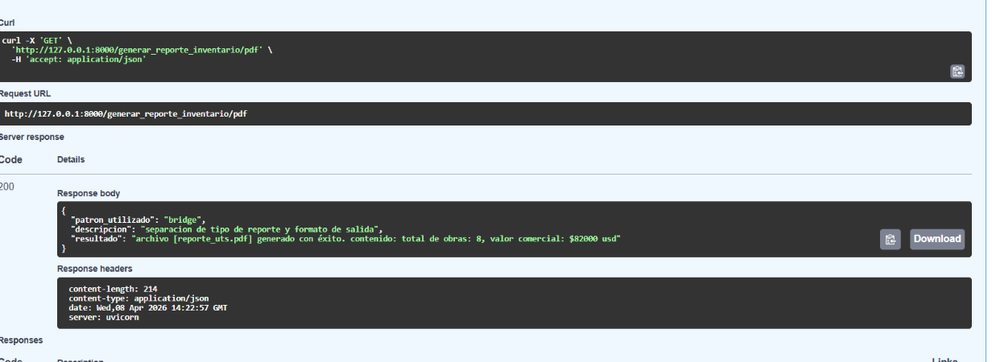 Curl
curl -X 'GET' \
'http://127.0.0.1:8000/generar_reporte_inventario/pdf' \
-H 'accept: application/json'
Request URL
http://127.0.0.1:8000/generar_reporte_inventario/pdf
Server response
Code Details
200
Response body
{
"patron_utilizado": "bridge",
"descripcion": "separacion de tipo de reporte y formato de salida",
"resultado": "archivo [reporte_uts.pdf] generado con éxito. contenido: total de obras: 8, valor comercial: $82000 usd"
}
Download
Response headers
content-length: 214
content-type: application/json
date: Wed,08 Apr 2026 14:22:57 GMT
server: uvicorn
Responses
Code Description Links